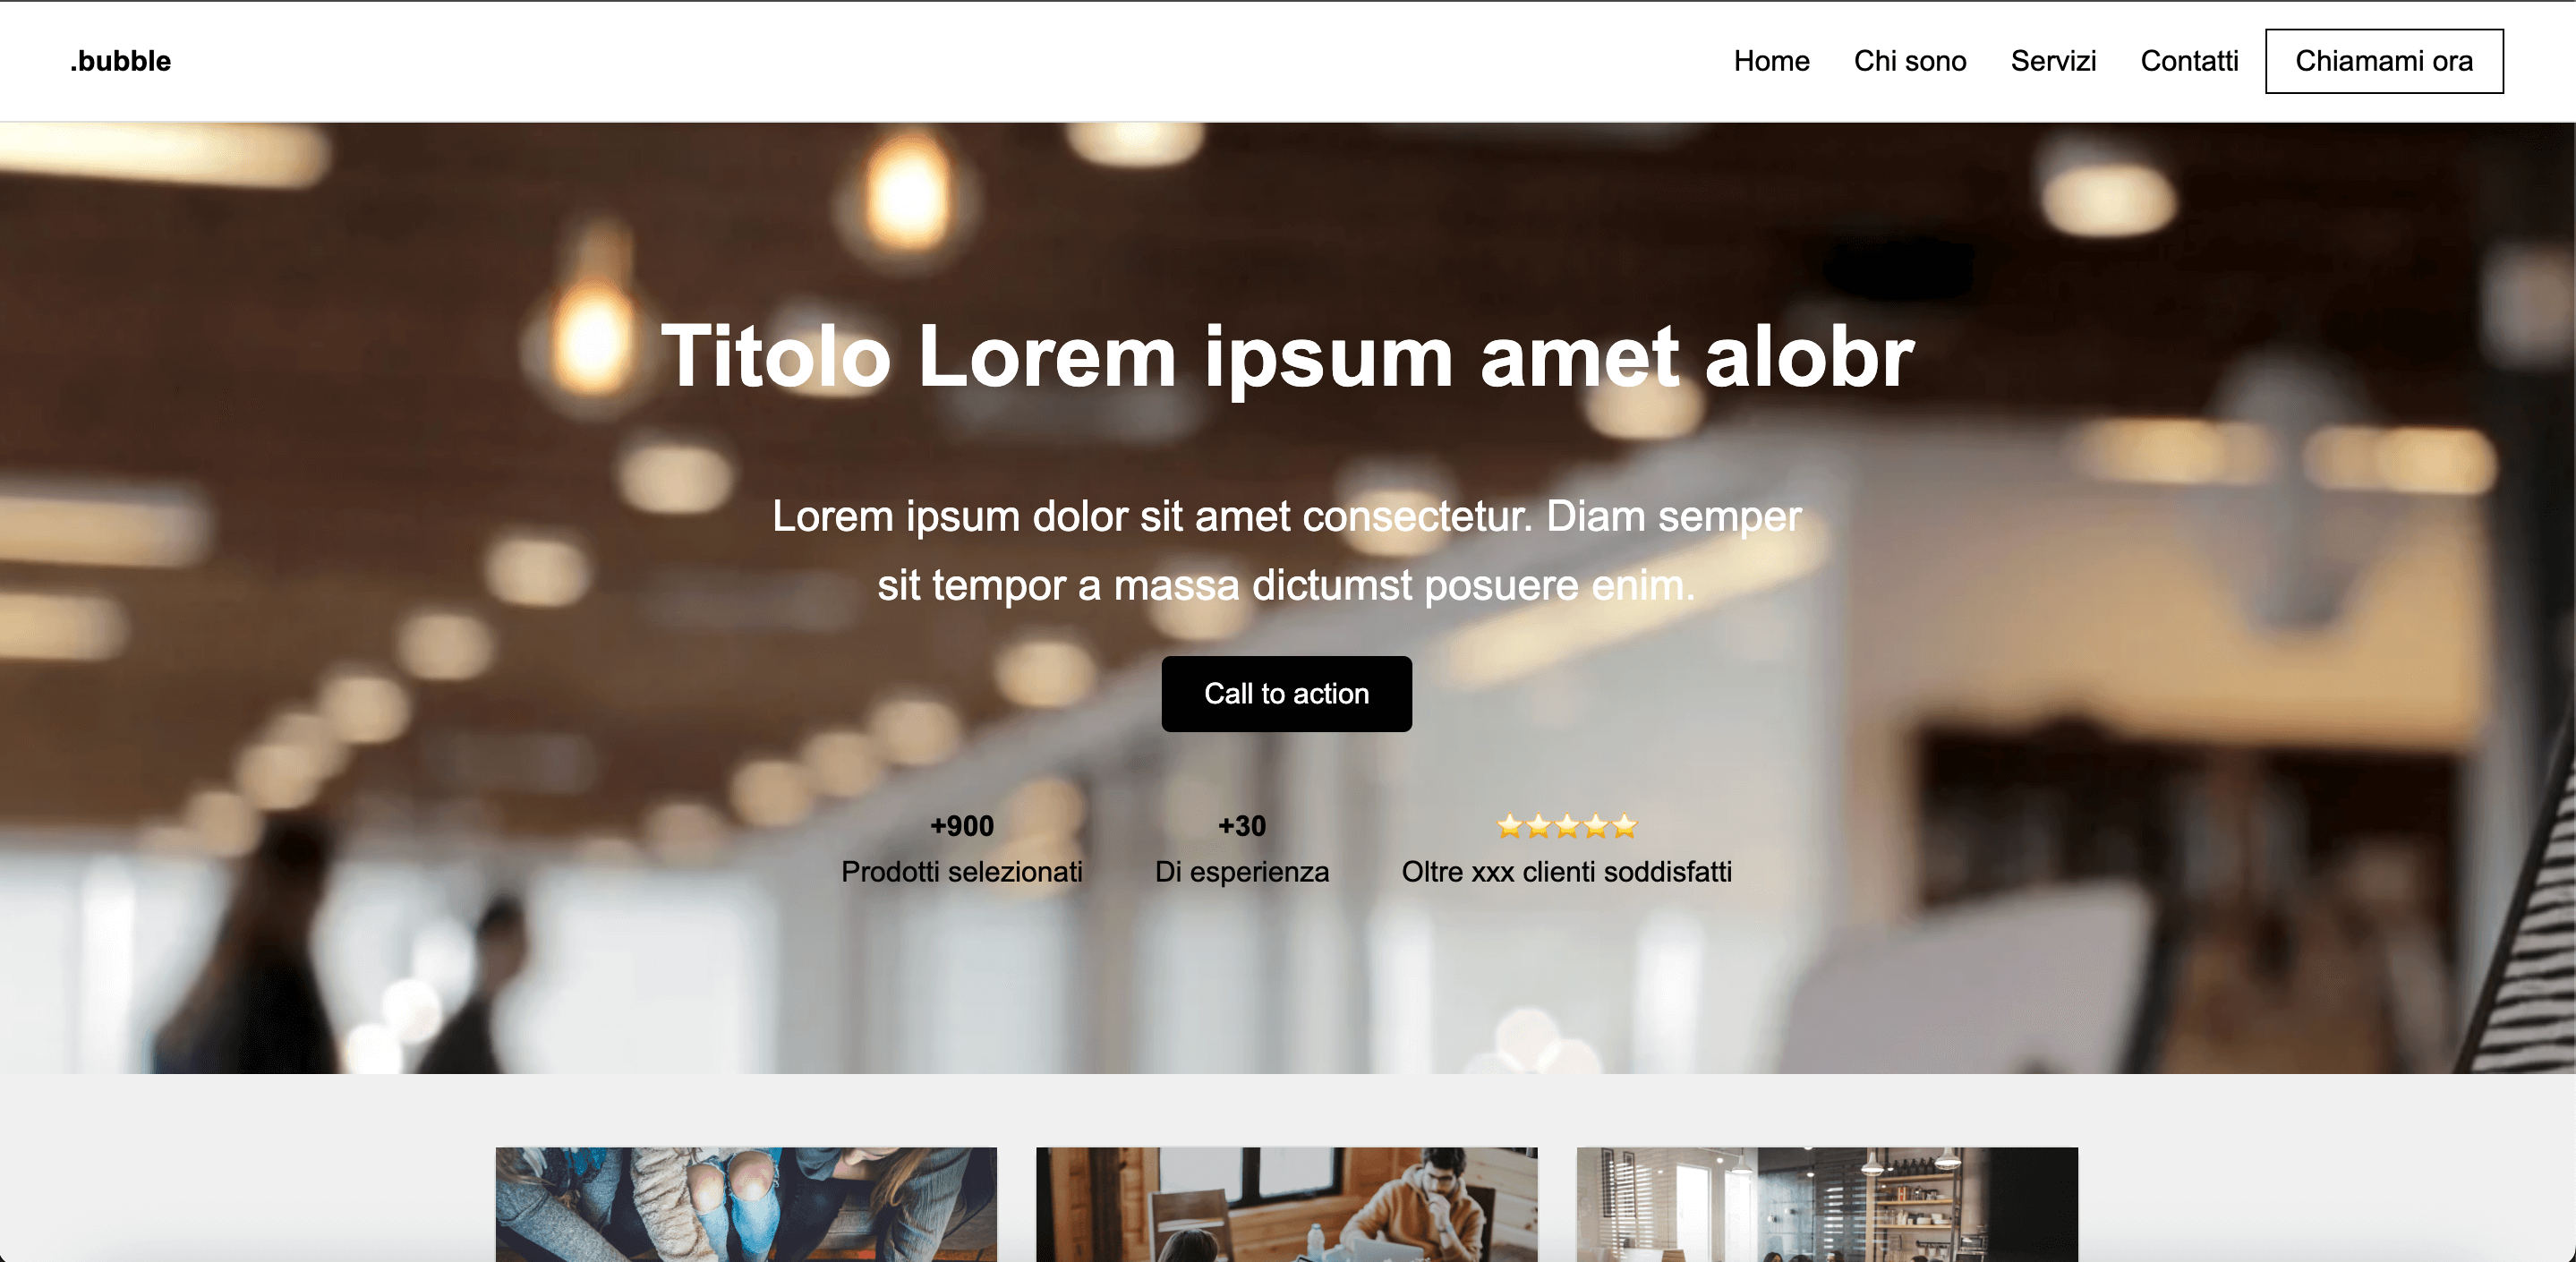 .bubble
Home Chi sono Servizi Contatti Chiamami ora
Titolo Lorem ipsum amet alobr
Lorem ipsum dolor sit amet consectetur. Diam semper
sit tempor a massa dictumst posuere enim.
Call to action
+900 +30 ⭐⭐⭐⭐⭐
Prodotti selezionati Di esperienza Oltre xxx clienti soddisfatti